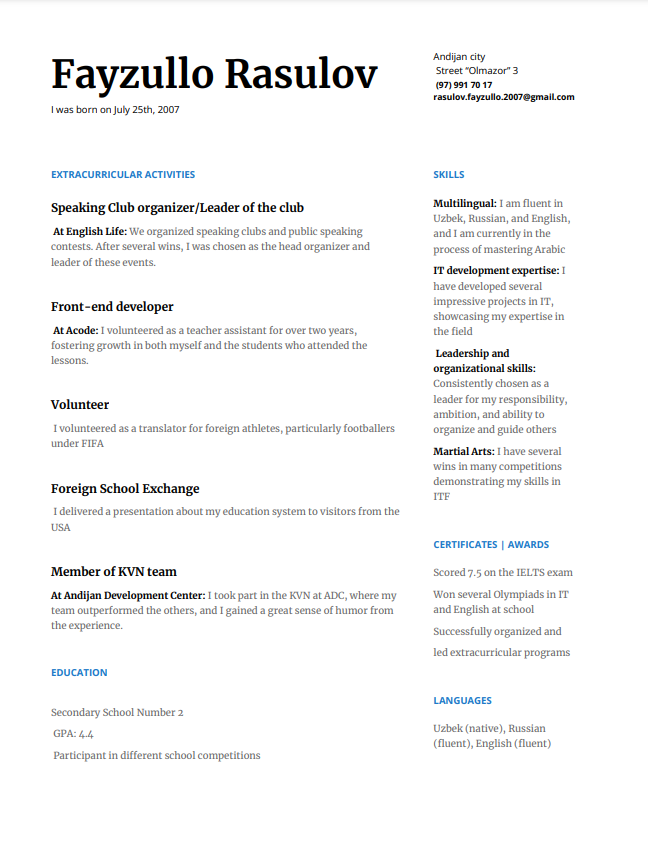 Fayzullo Rasulov
I was born on July 25th, 2007
Andijan city
Street “Olmazor” 3
(97) 991 70 17
rasulov.fayzullo.2007@gmail.com
EXTRACURRICULAR ACTIVITIES
Speaking Club organizer/Leader of the club
At English Life: We organized speaking clubs and public speaking
contests. After several wins, I was chosen as the head organizer and
leader of these events.
Front-end developer
At Acode: I volunteered as a teacher assistant for over two years,
fostering growth in both myself and the students who attended the
lessons.
Volunteer
I volunteered as a translator for foreign athletes, particularly footballers
under FIFA
Foreign School Exchange
I delivered a presentation about my education system to visitors from the
USA
Member of KVN team
At Andijan Development Center: I took part in the KVN at ADC, where my
team outperformed the others, and I gained a great sense of humor from
the experience.
EDUCATION
Secondary School Number 2
GPA: 4.4
Participant in different school competitions
SKILLS
Multilingual: I am fluent in
Uzbek, Russian, and English,
and I am currently in the
process of mastering Arabic
IT development expertise: I
have developed several
impressive projects in IT,
showcasing my expertise in
the field
Leadership and
organizational skills:
Consistently chosen as a
leader for my responsibility,
ambition, and ability to
organize and guide others
Martial Arts: I have several
wins in many competitions
demonstrating my skills in
ITF
CERTIFICATES | AWARDS
Scored 7.5 on the IELTS exam
Won several Olympiads in IT
and English at school
Successfully organized and
led extracurricular programs
LANGUAGES
Uzbek (native), Russian
(fluent), English (fluent)